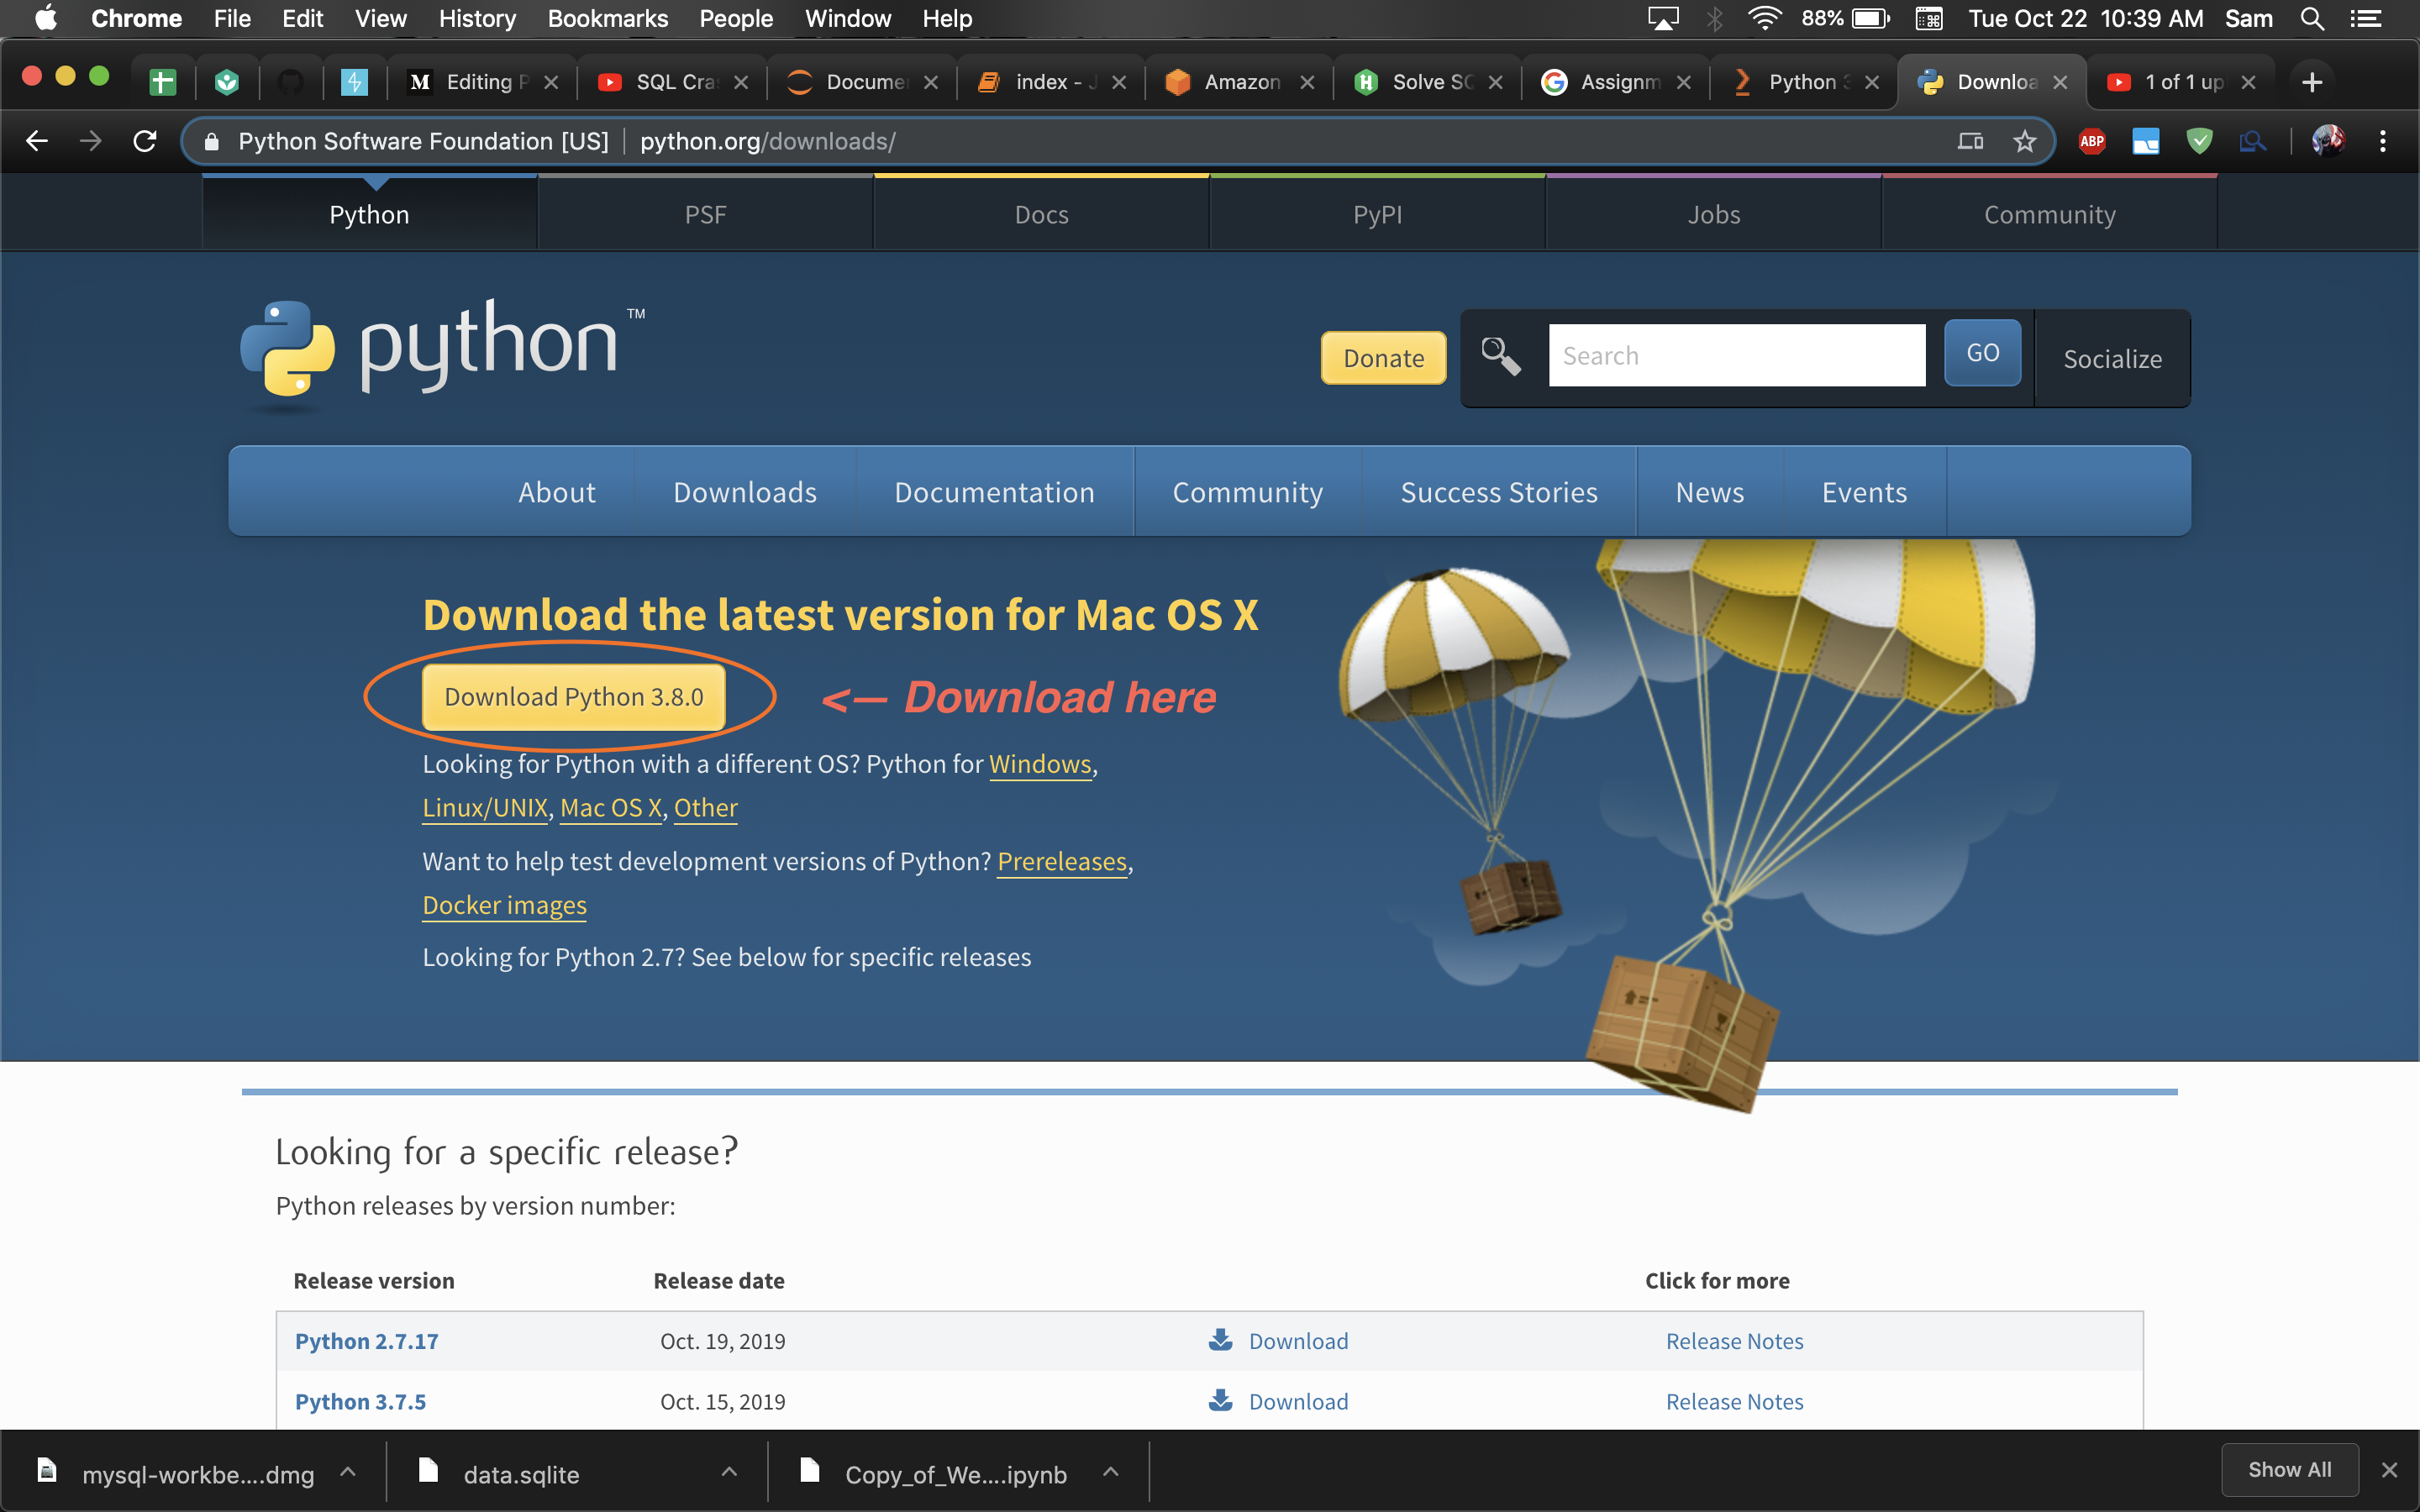 Chrome File Edit View History Bookmarks People Window Help 88% Tue Oct 22 10:39 AM Sam
M Editing P SQL Cra Docume index - J Amazon Solve SQ Assignm Python 3 Downloa 1 of 1 up
Python Software Foundation [US] python.org/downloads/ ABP
Python PSF Docs PyPI Jobs Community
python TM
Donate Search GO Socialize
About Downloads Documentation Community Success Stories News Events
Download the latest version for Mac OS X
Download Python 3.8.0 <— Download here
Looking for Python with a different OS? Python for Windows,
Linux/UNIX, Mac OS X, Other
Want to help test development versions of Python? Prereleases,
Docker images
Looking for Python 2.7? See below for specific releases
Looking for a specific release?
Python releases by version number:
Release version Release date Click for more
Python 2.7.17 Oct. 19, 2019 Download Release Notes
Python 3.7.5 Oct. 15, 2019 Download Release Notes
mysql-workbe....dmg data.sqlite Copy_of_We....ipynb Show All